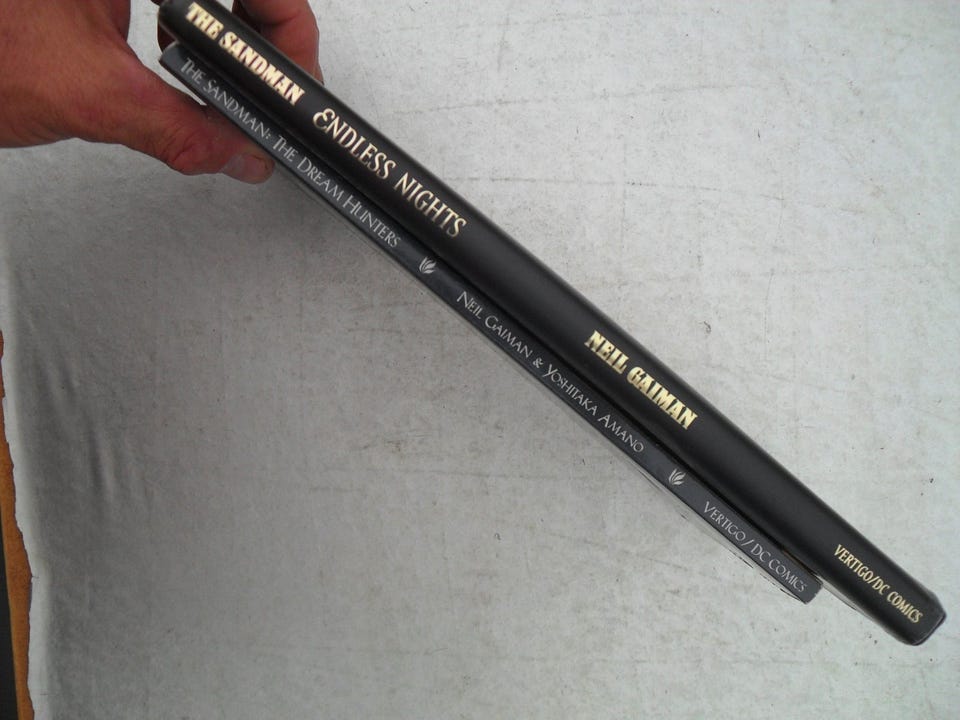 THE SANDMAN ENDLESS NIGHTS NEIL GAIMAN VERTIGO/DC COMICS
THE SANDMAN: THE DREAM HUNTERS NEIL GAIMAN & YOSHITAKA AMANO VERTIGO/DC COMICS